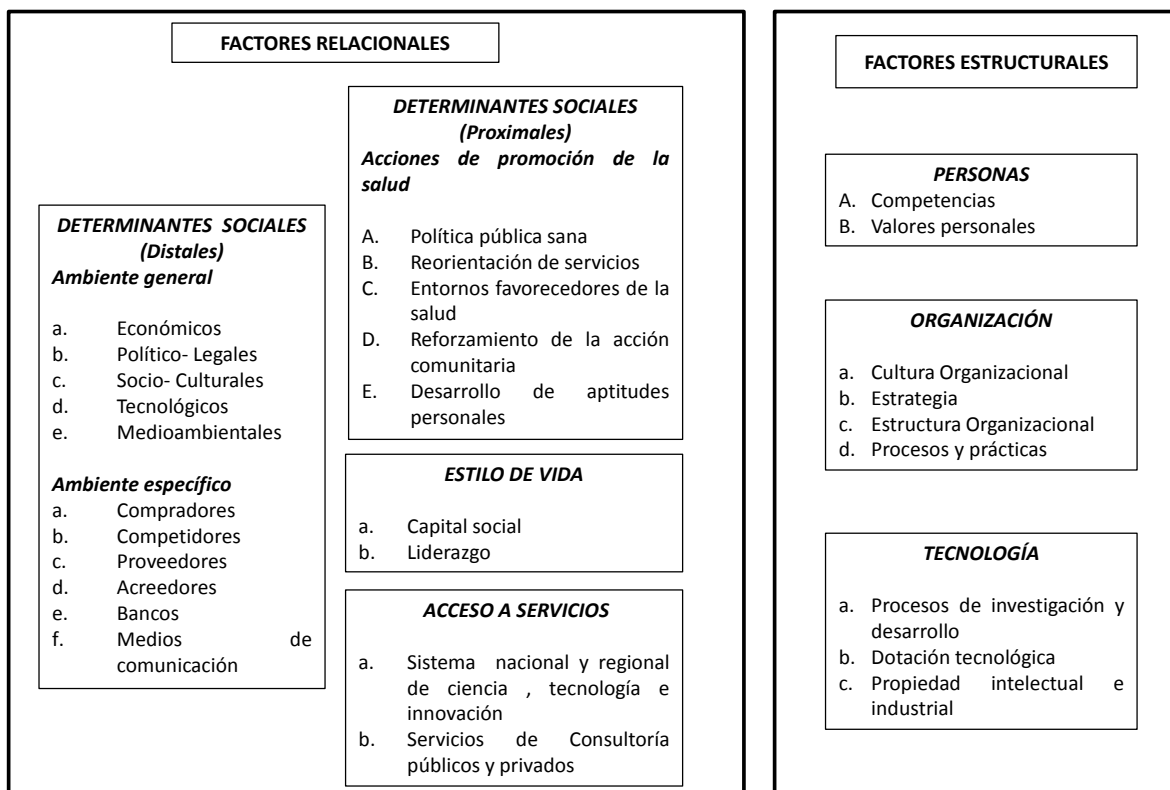 FACTORES RELACIONALES
DETERMINANTES SOCIALES
(Distales)
Ambiente general
a. Económicos
b. Político- Legales
c. Socio- Culturales
d. Tecnológicos
e. Medioambientales
Ambiente específico
a. Compradores
b. Competidores
c. Proveedores
d. Acreedores
e. Bancos
f. Medios de
comunicación
DETERMINANTES SOCIALES
(Proximales)
Acciones de promoción de la
salud
A. Política pública sana
B. Reorientación de servicios
C. Entornos favorecedores de la
salud
D. Reforzamiento de la acción
comunitaria
E. Desarrollo de aptitudes
personales
ESTILO DE VIDA
a. Capital social
b. Liderazgo
ACCESO A SERVICIOS
a. Sistema nacional y regional
de ciencia , tecnología e
innovación
b. Servicios de Consultoría
públicos y privados
FACTORES ESTRUCTURALES
PERSONAS
A. Competencias
B. Valores personales
ORGANIZACIÓN
a. Cultura Organizacional
b. Estrategia
c. Estructura Organizacional
d. Procesos y prácticas
TECNOLOGÍA
a. Procesos de investigación y
desarrollo
b. Dotación tecnológica
c. Propiedad intelectual e
industrial